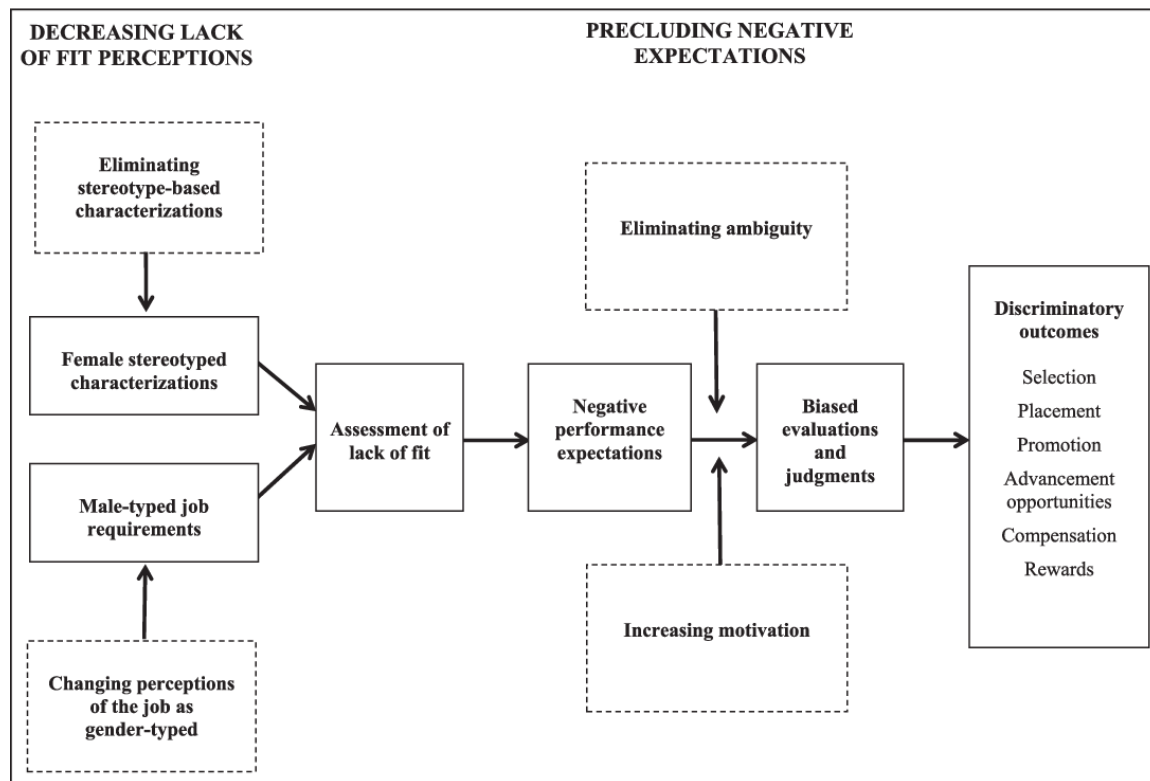 DECREASING LACK
OF FIT PERCEPTIONS
PRECLUDING NEGATIVE
EXPECTATIONS
Eliminating
stereotype-based
characterizations
Eliminating ambiguity
Female stereotyped
characterizations
Male-typed job
requirements
Assessment of
lack of fit
Negative
performance
expectations
Biased
evaluations
and
judgments
Discriminatory
outcomes
Selection
Placement
Promotion
Advancement
opportunities
Compensation
Rewards
Changing perceptions
of the job as
gender-typed
Increasing motivation